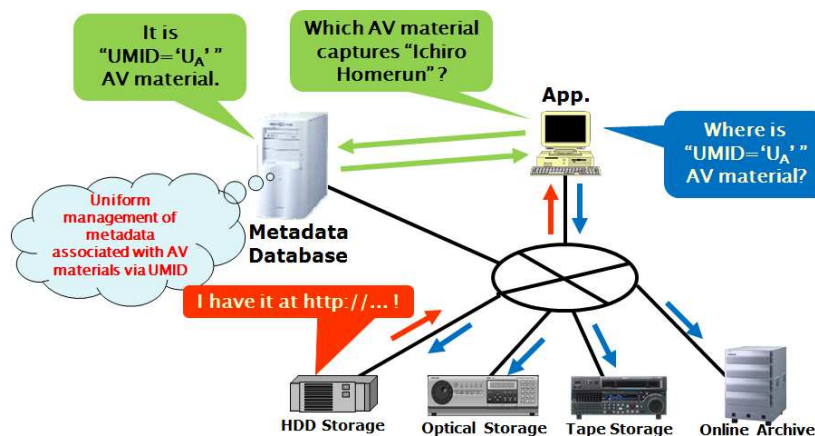 It is
“UMID=‘UA’ ”
AV material.
Which AV material
captures “Ichiro
Homerun” ?
App.
Where is
“UMID=‘UA’ ”
AV material?
Uniform
management of
metadata
associated with AV
materials via UMID
Metadada
Database
I have it at http://... !
HDD Storage
Optical Storage
Tape Storage
Online Archive